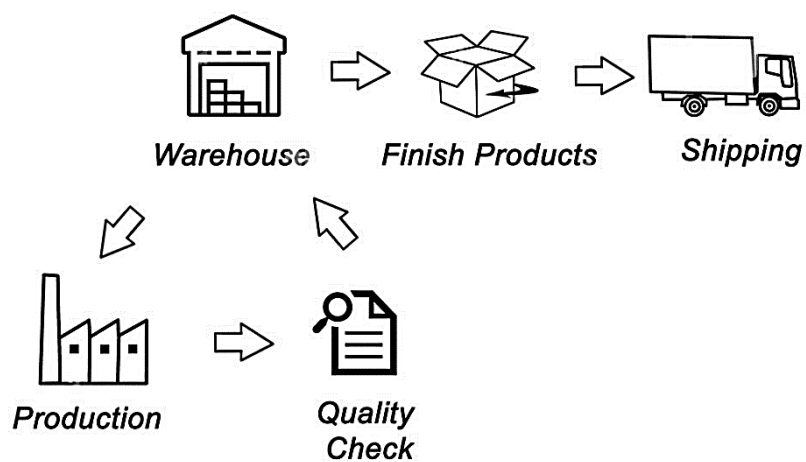 Warehouse
Finish Products
Shipping
Production
Quality
Check